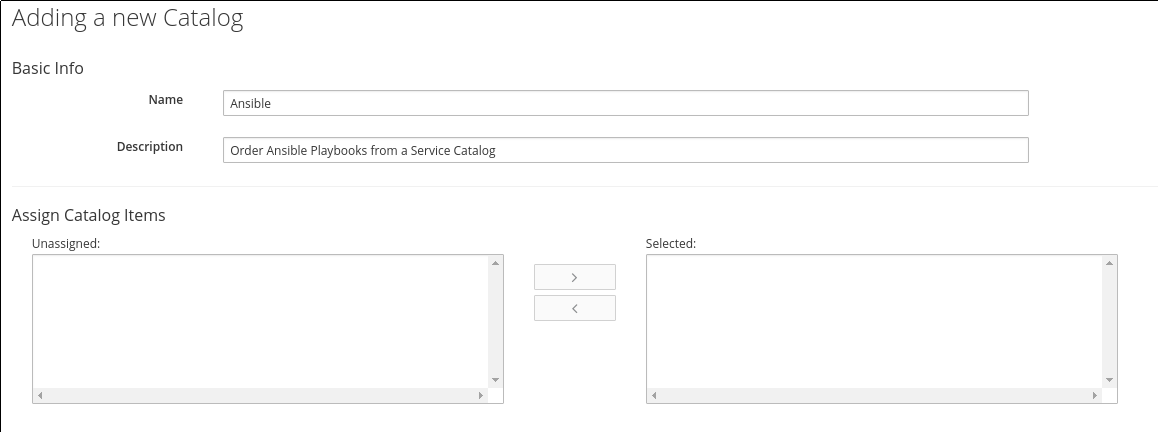 Adding a new Catalog
Basic Info
Name
Ansible
Description
Order Ansible Playbooks from a Service Catalog
Assign Catalog Items
Unassigned:
Selected: